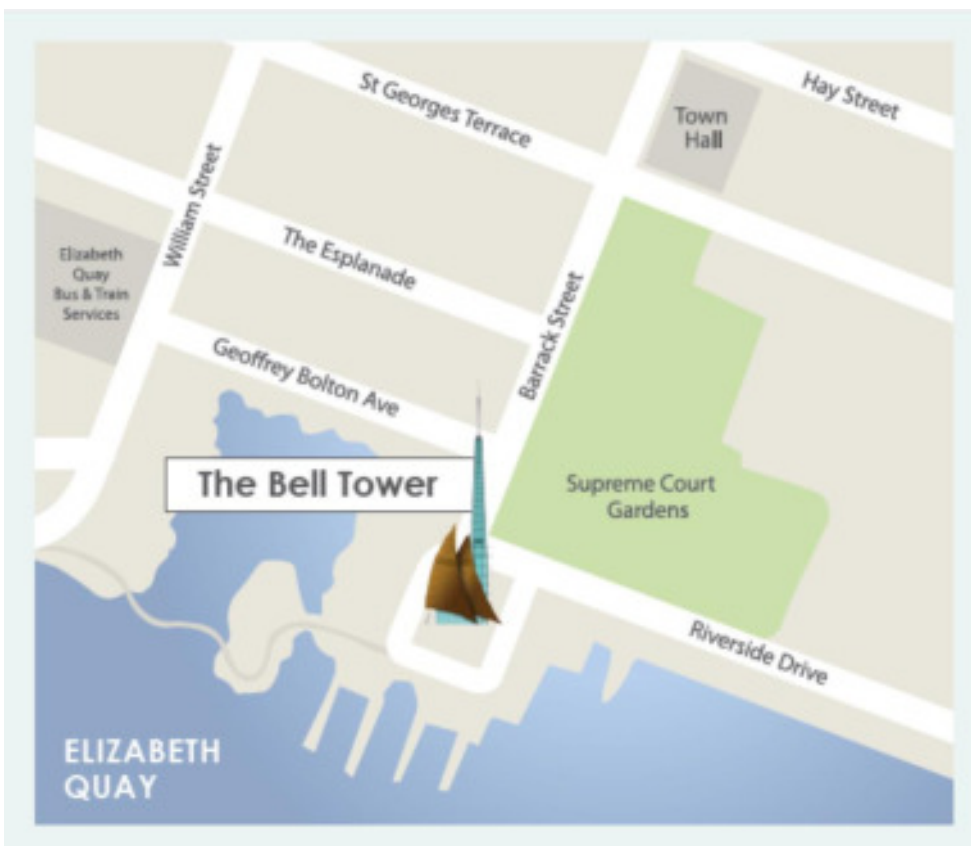 Hay Street
St Georges Terrace
Town
Hall
William Street
The Esplanade
Elizabeth
Quay
Bus & Train
Services
Barrack Street
Geoffrey Bolton Ave
The Bell Tower
Supreme Court
Gardens
Riverside Drive
ELIZABETH
QUAY